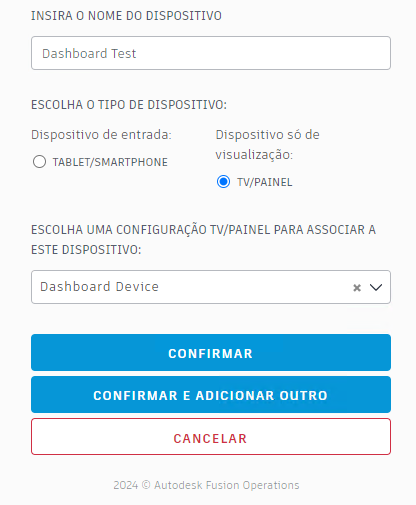 INSIRA O NOME DO DISPOSITIVO
Dashboard Test
ESCOLHA O TIPO DE DISPOSITIVO:
Dispositivo de entrada:
TABLET/SMARTPHONE
Dispositivo só de
visualização:
TV/PAINEL
ESCOLHA UMA CONFIGURAÇÃO TV/PAINEL PARA ASSOCIAR A
ESTE DISPOSITIVO:
Dashboard Device
CONFIRMAR
CONFIRMAR E ADICIONAR OUTRO
CANCELAR
2024 © Autodesk Fusion Operations